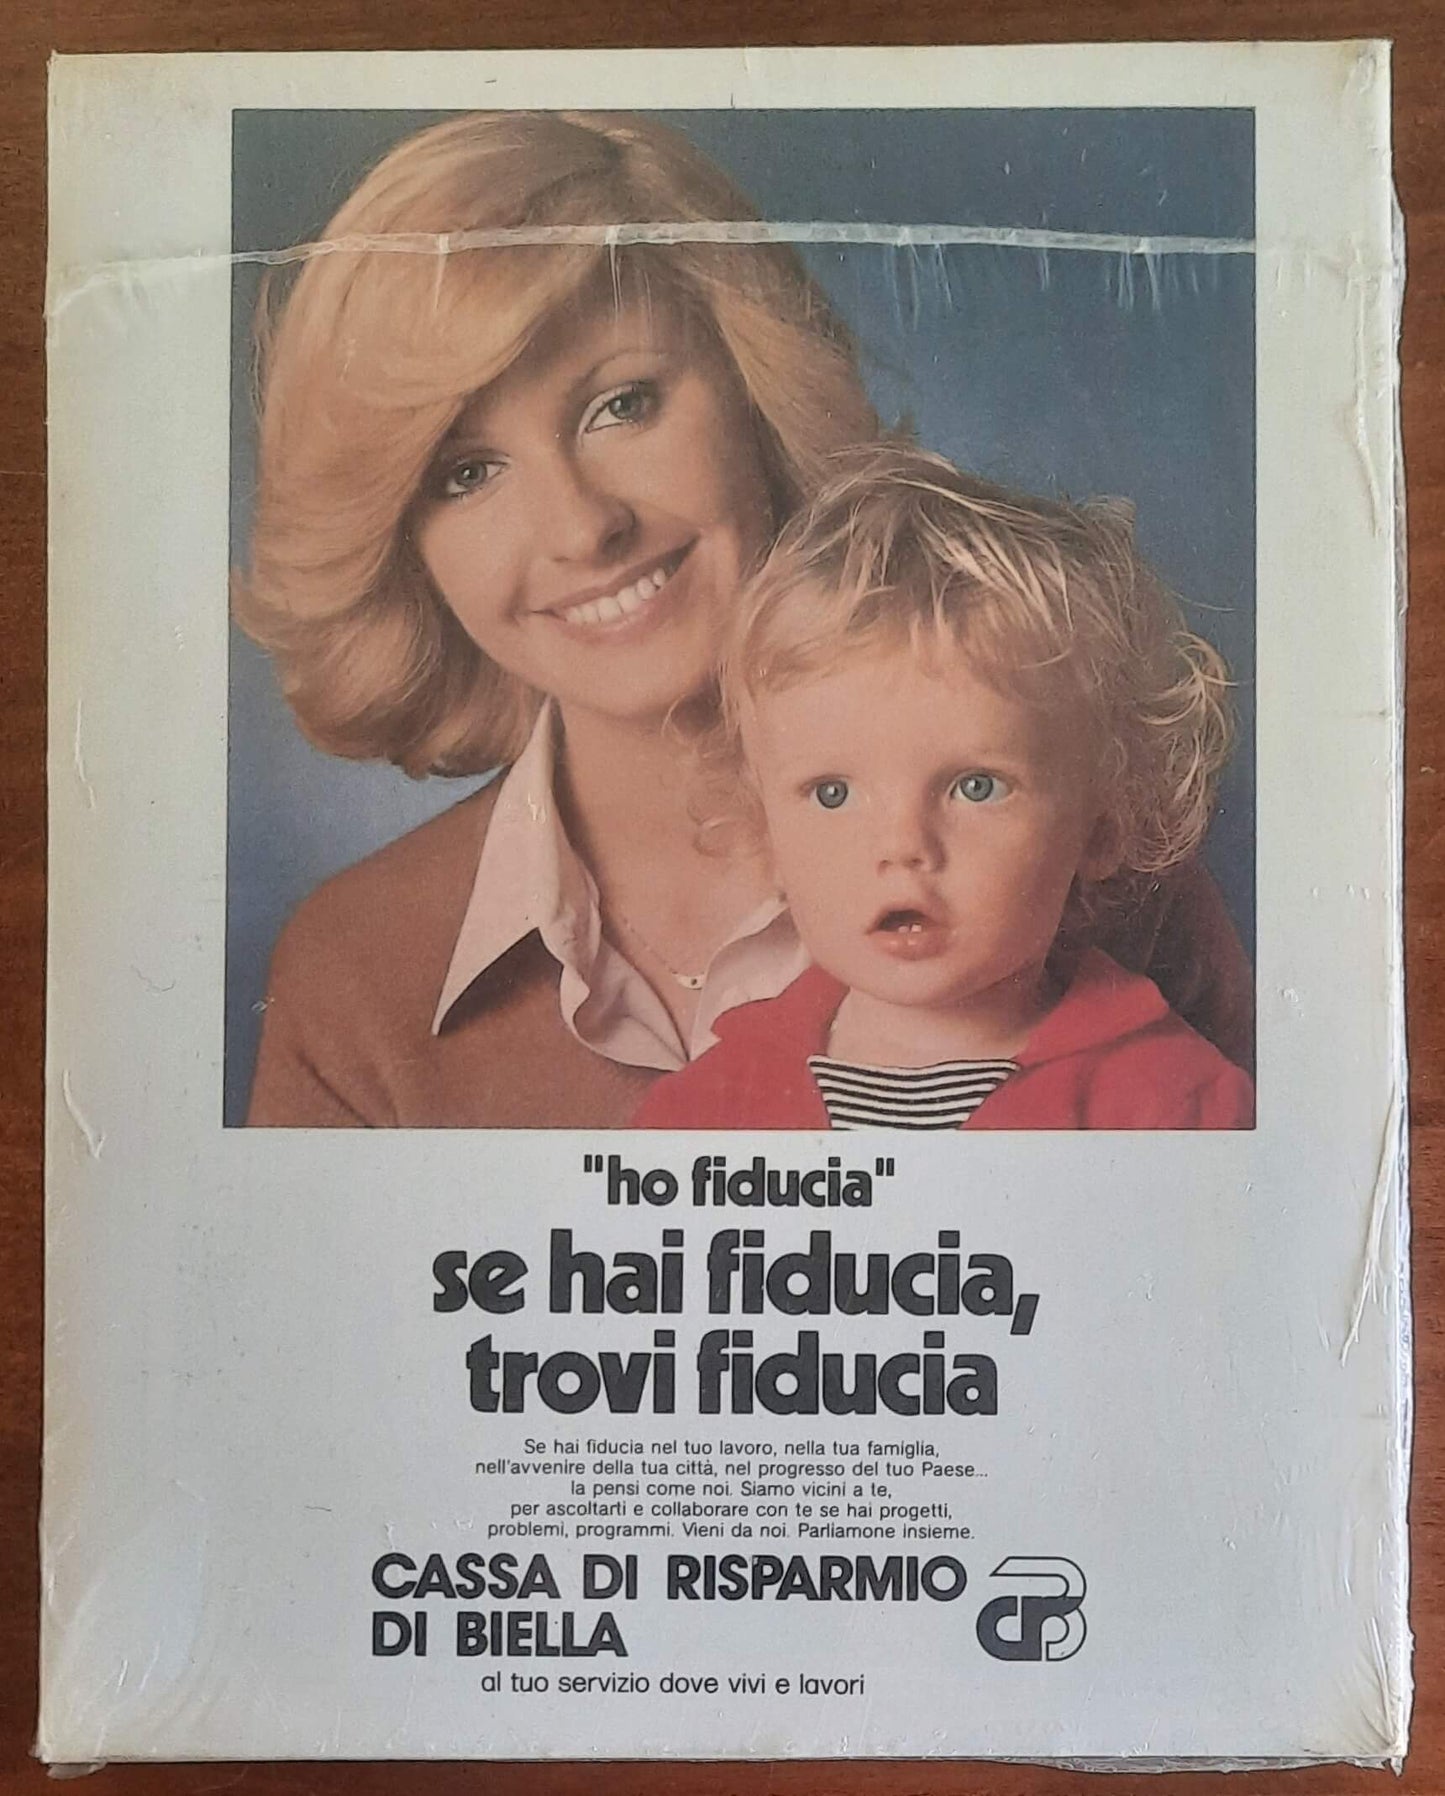 "ho fiducia"
se hai fiducia,
trovi fiducia
Se hai fiducia nel tuo lavoro, nella tua famiglia,
nell'avvenire della tua città, nel progresso del tuo Paese...
la pensi come noi. Siamo vicini a te,
per ascoltarti e collaborare con te se hai progetti,
problemi, programmi. Vieni da noi. Parliamone insieme.
CASSA DI RISPARMIO
DI BIELLA
CRB
al tuo servizio dove vivi e lavori